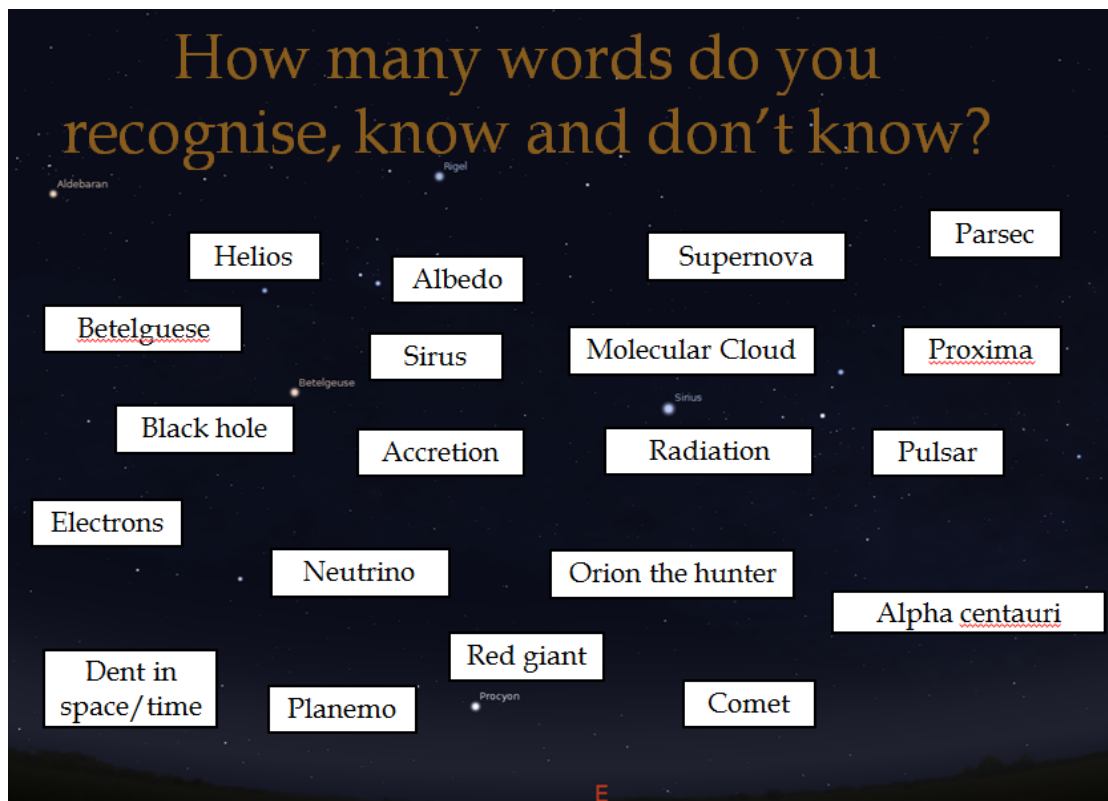 How many words do you
recognise, know and don't know?
Rigel
Aldebaran
Parsec
Helios
Supernova
Albedo
Betelguese
Sirus
Molecular Cloud
Proxima
Betelgeuse
Sirius
Black hole
Accretion
Radiation
Pulsar
Electrons
Neutrino
Orion the hunter
Alpha centauri
Red giant
Dent in
space/time
Planemo
Procyon
Comet
E